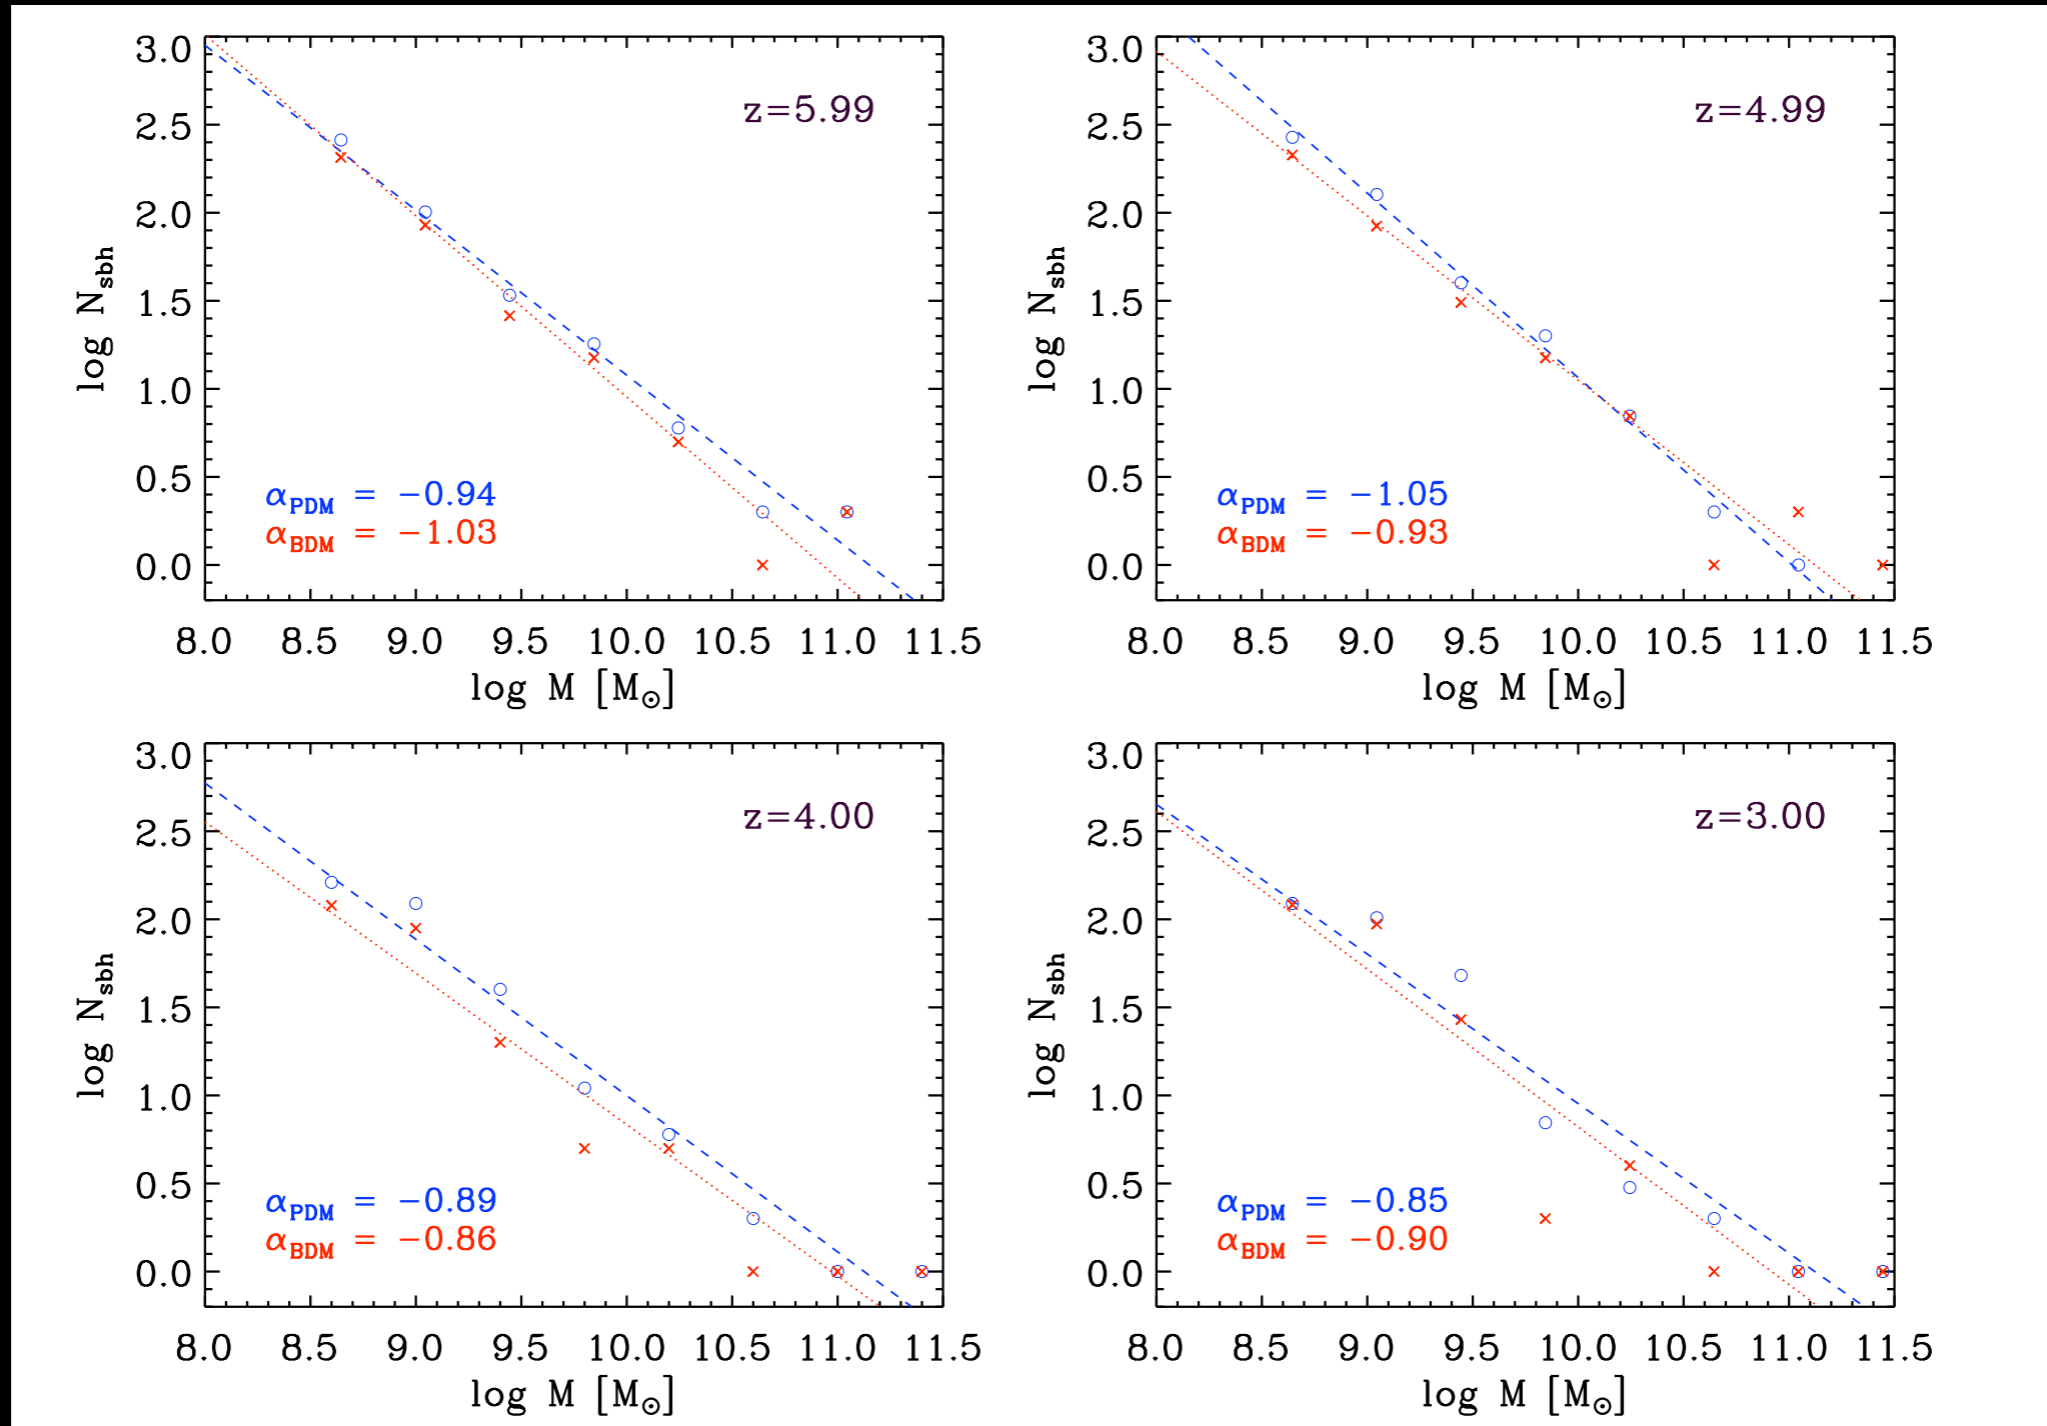 3.0
2.5
2.0
1.5
1.0
0.5
0.0
log N_sbh
z=5.99
α_PDM = −0.94
α_BDM = −1.03
8.0 8.5 9.0 9.5 10.0 10.5 11.0 11.5
log M [M_⊙]
3.0
2.5
2.0
1.5
1.0
0.5
0.0
log N_sbh
z=4.99
α_PDM = −1.05
α_BDM = −0.93
8.0 8.5 9.0 9.5 10.0 10.5 11.0 11.5
log M [M_⊙]
3.0
2.5
2.0
1.5
1.0
0.5
0.0
log N_sbh
z=4.00
α_PDM = −0.89
α_BDM = −0.86
8.0 8.5 9.0 9.5 10.0 10.5 11.0 11.5
log M [M_⊙]
3.0
2.5
2.0
1.5
1.0
0.5
0.0
log N_sbh
z=3.00
α_PDM = −0.85
α_BDM = −0.90
8.0 8.5 9.0 9.5 10.0 10.5 11.0 11.5
log M [M_⊙]